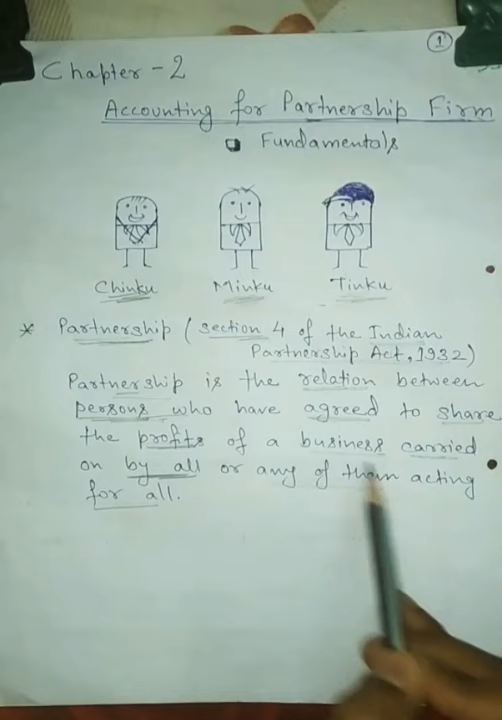 1
Chapter - 2
Accounting for Partnership Firm
Fundamentals
Chinku Minku Tinku
* Partnership (section 4 of the Indian
Partnership Act, 1932)
Partnership is the relation between
persons who have agreed to share
the profits of a business carried
on by all or any of them acting
for all.